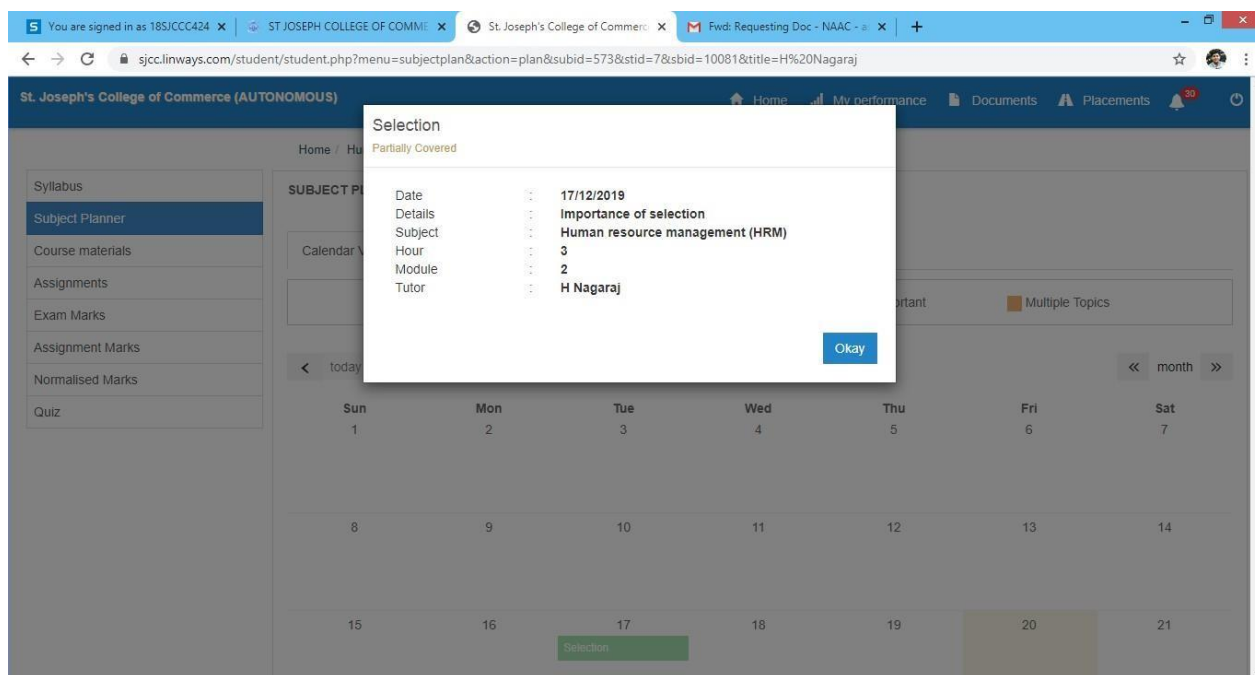 You are signed in as 18SJCCC424
ST JOSEPH COLLEGE OF COMME
St. Joseph's College of Commerc
Fwd: Requesting Doc - NAAC - a
sjcc.linways.com/student/student.php?menu=subjectplan&action=plan&subid=573&stid=7&sbid=10081&title=H%20Nagaraj
St. Joseph's College of Commerce (AUTONOMOUS)
Home
My performance
Documents
Placements
30
Home / Hu
Selection
Partially Covered
Date : 17/12/2019
Details : Importance of selection
Subject : Human resource management (HRM)
Hour : 3
Module : 2
Tutor : H Nagaraj
Okay
Syllabus
Subject Planner
Course materials
Assignments
Exam Marks
Assignment Marks
Normalised Marks
Quiz
SUBJECT PL
Calendar V
ortant
Multiple Topics
today
month
Sun Mon Tue Wed Thu Fri Sat
1 2 3 4 5 6 7
8 9 10 11 12 13 14
15 16 17 18 19 20 21
Selection